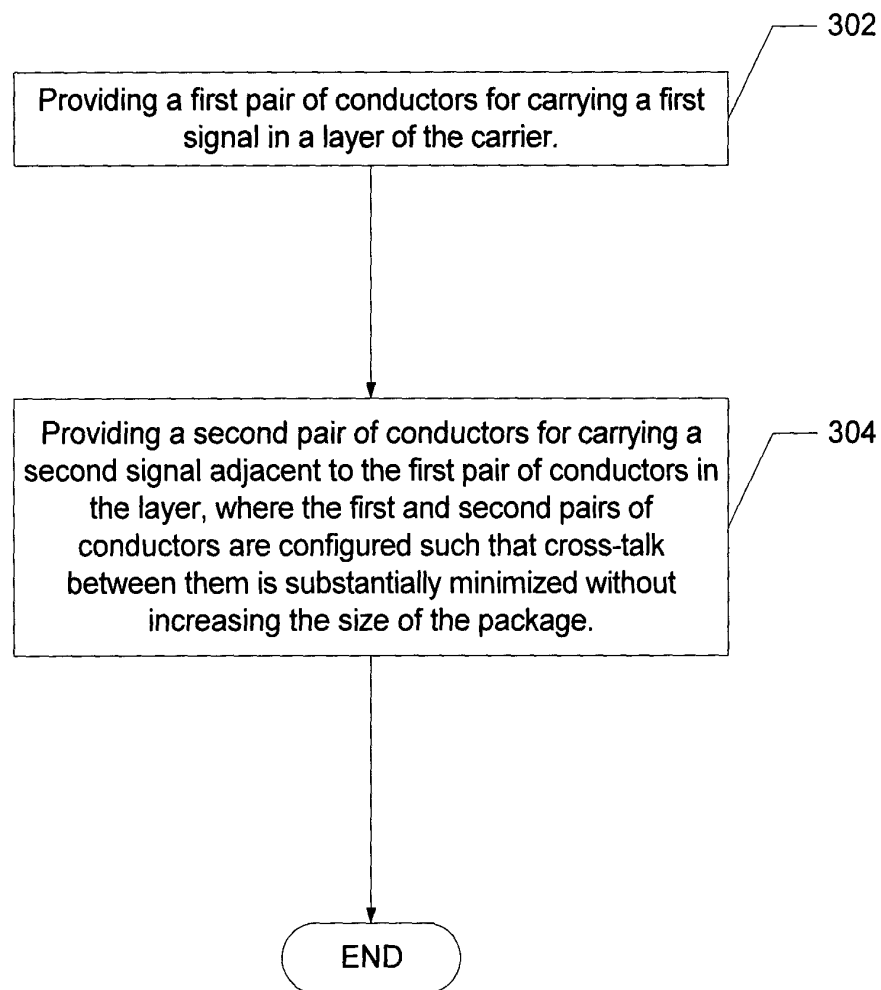 302
Providing a first pair of conductors for carrying a first
signal in a layer of the carrier.
304
Providing a second pair of conductors for carrying a
second signal adjacent to the first pair of conductors in
the layer, where the first and second pairs of
conductors are configured such that cross-talk
between them is substantially minimized without
increasing the size of the package.
END